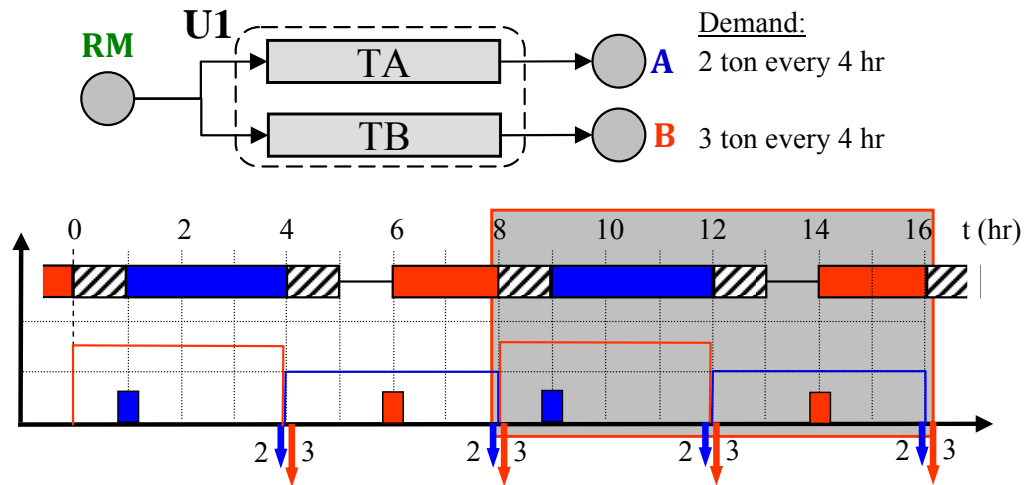 U1
Demand:
RM
TA
A
2 ton every 4 hr
TB
B
3 ton every 4 hr
0 2 4 6 8 10 12 14 16 t (hr)
2 3 2 3 2 3 2 3